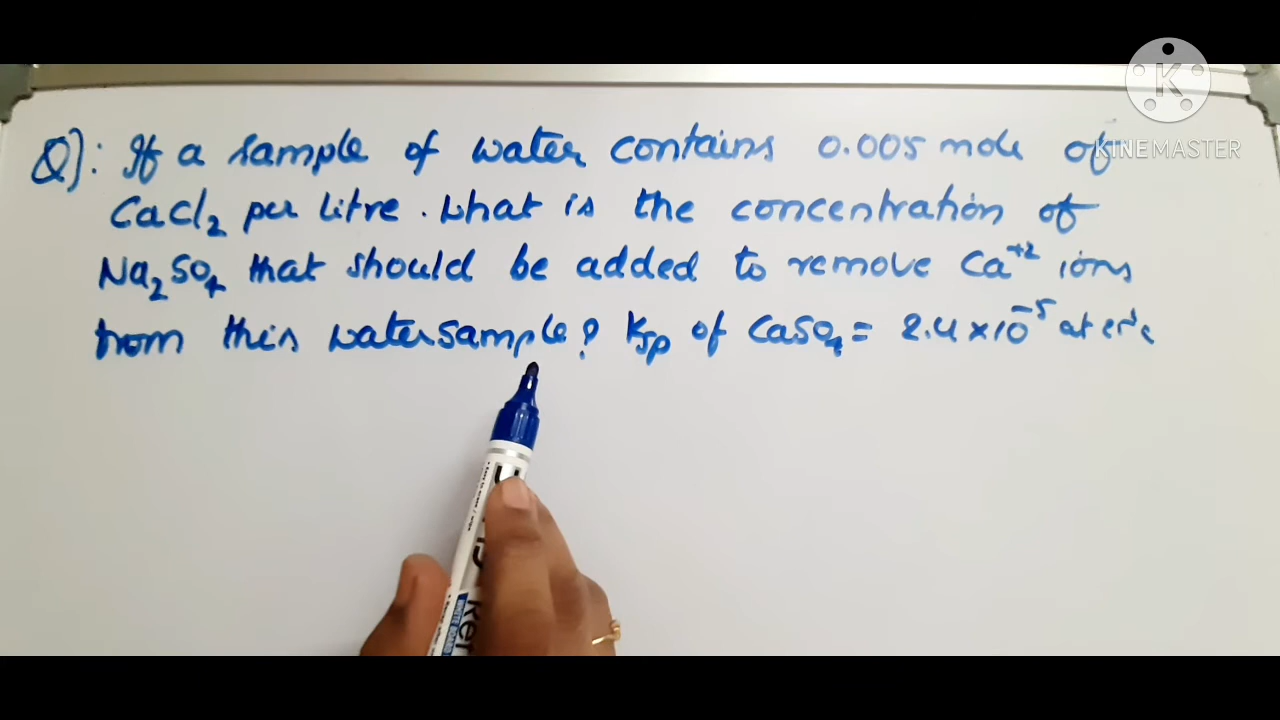 Q]: If a sample of water contains 0.005 mole of
CaCl₂ per litre. What is the concentration of
Na₂SO₄ that should be added to remove Ca⁺² ions
from this watersample? Ksp of CaSO₄ = 2.4×10⁻⁵ at
KINEMASTER